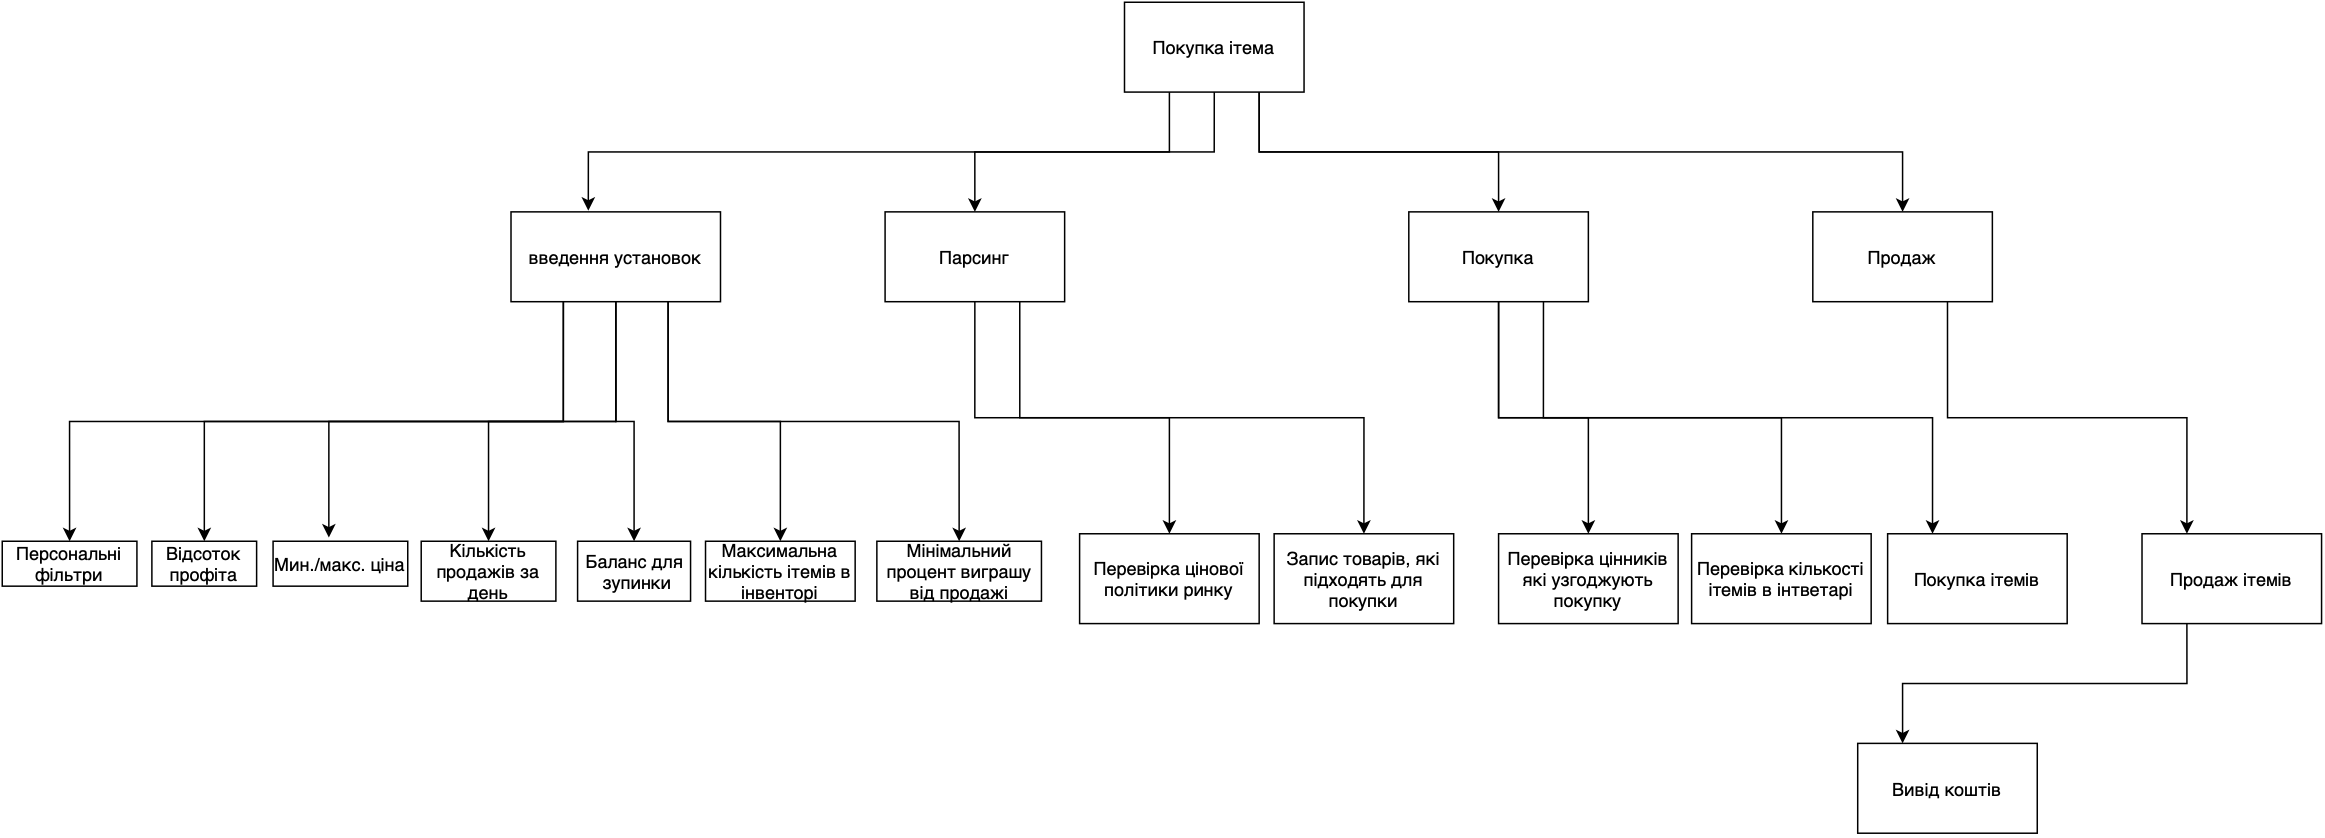 Покупка ітема
введення установок
Парсинг
Покупка
Продаж
Персональні
фільтри
Відсоток
профіта
Мин./макс. ціна
Кількість
продажів за
день
Баланс для
зупинки
Максимальна
кількість ітемів в
інвенторі
Мінімальний
процент виграшу
від продажі
Перевірка цінової
політики ринку
Запис товарів, які
підходять для
покупки
Перевірка цінників
які узгоджують
покупку
Перевірка кількості
ітемів в інтветарі
Покупка ітемів
Продаж ітемів
Вивід коштів